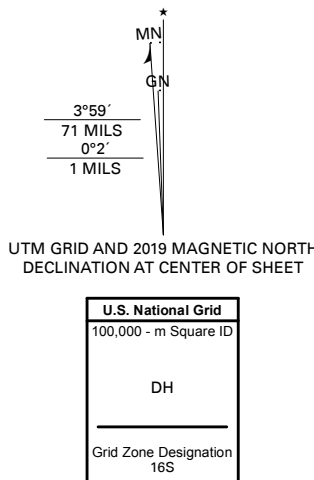 ★
MN
GN
3°59´
71 MILS
0°2´
1 MILS
UTM GRID AND 2019 MAGNETIC NORTH
DECLINATION AT CENTER OF SHEET
U.S. National Grid
100,000 - m Square ID
DH
Grid Zone Designation
16S